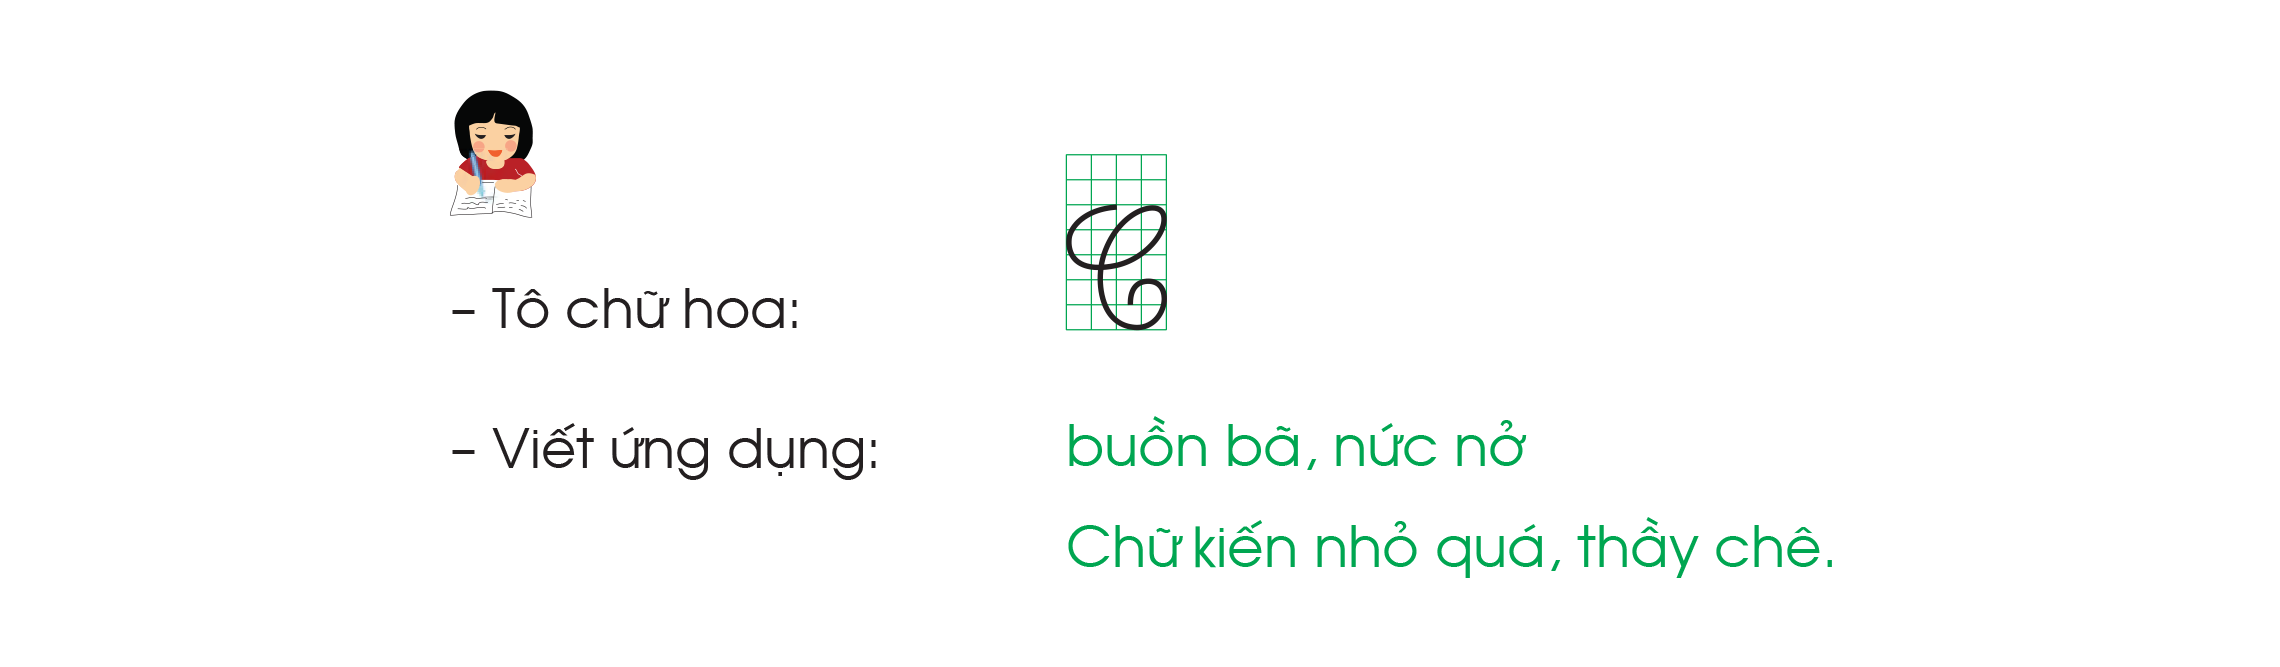 – Tô chữ hoa:
C
– Viết ứng dụng:
buồn bã, nức nở
Chữ kiến nhỏ quá, thầy chê.